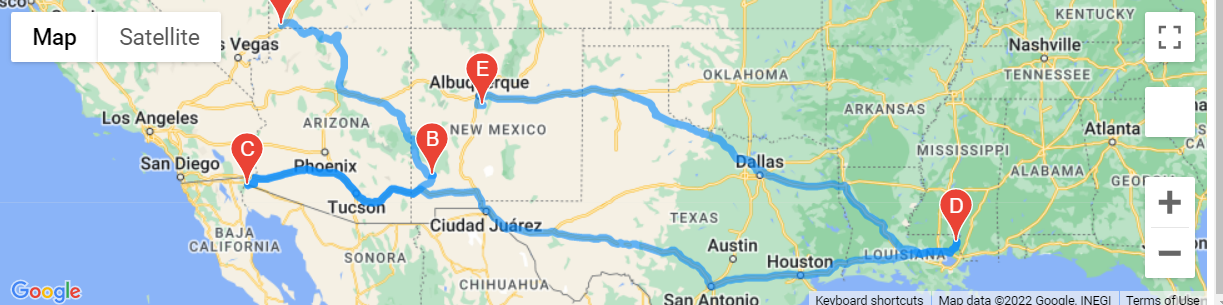 KENTUCKY
Map
Satellite
s Vegas
Nashville
OKLAHOMA
TENNESSEE
Albuquerque
E
Los Angeles
ARIZONA
NEW MEXICO
ARKANSAS
Atlanta
B
C
San Diego
Phoenix
Dallas
MISSISSIPPI
ALABAMA
Tucson
D
Ciudad Juárez
TEXAS
BAJA
CALIFORNIA
SONORA
Austin
LOUISIANA
Houston
CHIHUAHUA
San Antonio
Google
Keyboard shortcuts
Map data ©2022 Google, INEGI
Terms of Use